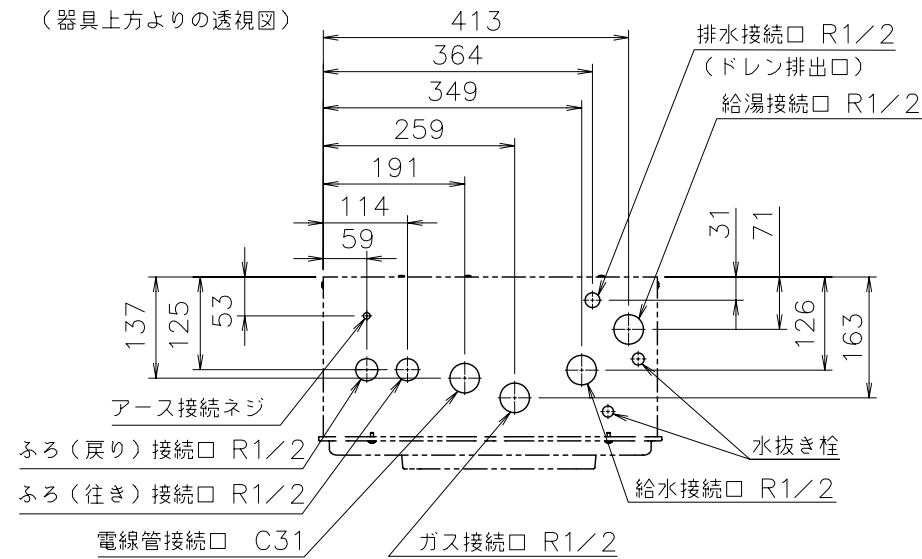 (器具上方よりの透視図)
413
排水接続口 R1/2
364
(ドレン排出口)
349
給湯接続口 R1/2
259
191
114
31
71
59
137
125
53
126
163
アース接続ネジ
ふろ(戻り)接続口 R1/2
水抜き栓
ふろ(往き)接続口 R1/2
給水接続口 R1/2
電線管接続口 C31
ガス接続口 R1/2